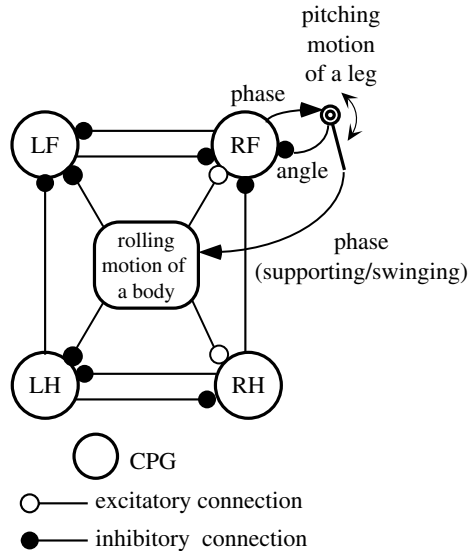 pitching
motion
of a leg
phase
LF
RF
angle
rolling
motion of
a body
phase
(supporting/swinging)
LH
RH
CPG
excitatory connection
inhibitory connection